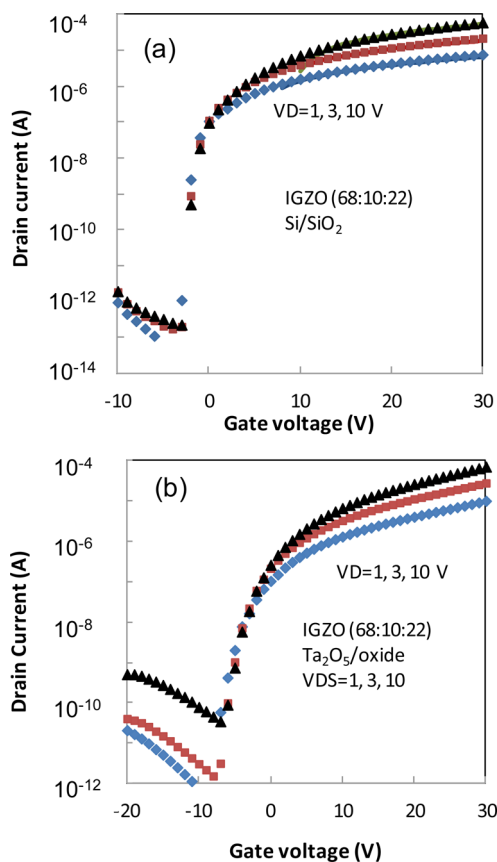 (a)
10⁻⁴
10⁻⁶
10⁻⁸
10⁻¹⁰
10⁻¹²
10⁻¹⁴
Drain current (A)
VD=1, 3, 10 V
IGZO (68:10:22)
Si/SiO₂
-10 0 10 20 30
Gate voltage (V)
(b)
10⁻⁴
10⁻⁶
10⁻⁸
10⁻¹⁰
10⁻¹²
Drain Current (A)
VD=1, 3, 10 V
IGZO (68:10:22)
Ta₂O₅/oxide
VDS=1, 3, 10
-20 -10 0 10 20 30
Gate voltage (V)